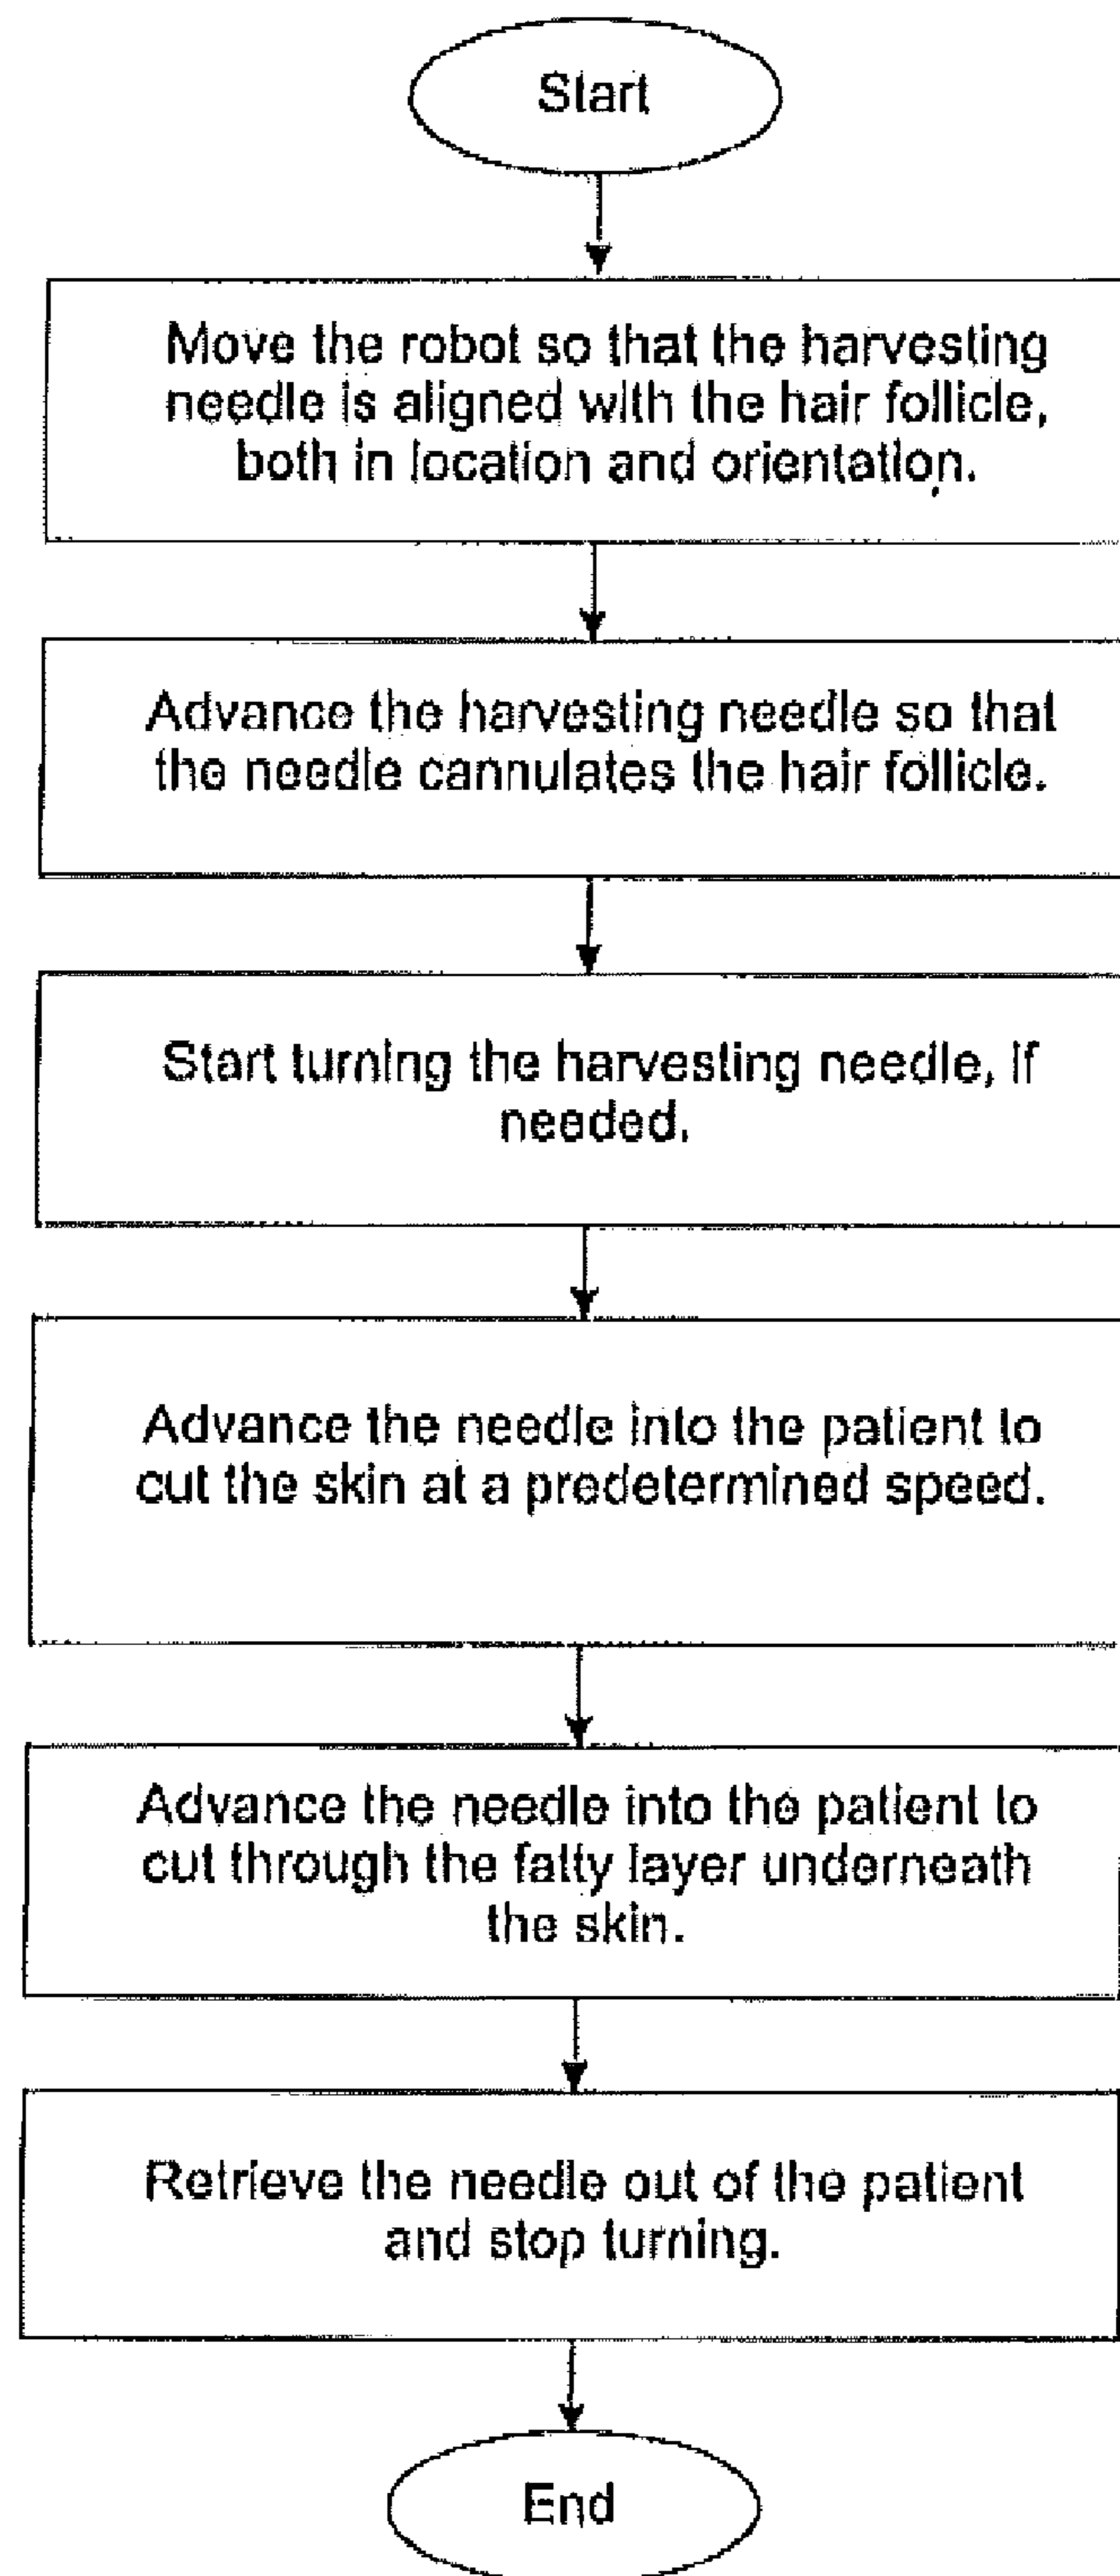 Start
Move the robot so that the harvesting
needle is aligned with the hair follicle,
both in location and orientation.
Advance the harvesting needle so that
the needle cannulates the hair follicle.
Start turning the harvesting needle, if
needed.
Advance the needle into the patient to
cut the skin at a predetermined speed.
Advance the needle into the patient to
cut through the fatty layer underneath
the skin.
Retrieve the needle out of the patient
and stop turning.
End